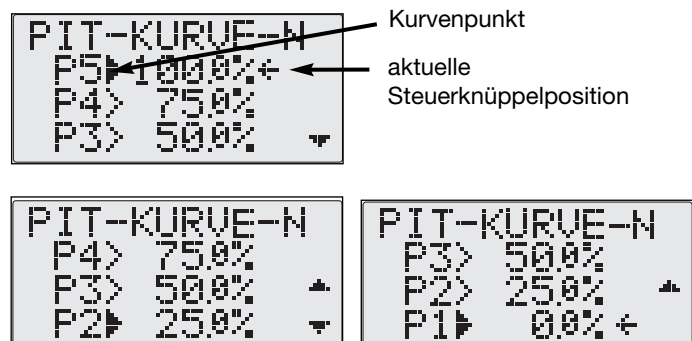 PIT-KURVE-N
P5▶100.0%←
P4> 75.0%
P3> 50.0%
Kurvenpunkt
aktuelle
Steuerknüppelposition
PIT-KURVE-N
P4> 75.0%
P3> 50.0%
P2▶ 25.0%
PIT-KURVE-N
P3> 50.0%
P2> 25.0%
P1▶ 0.0%←